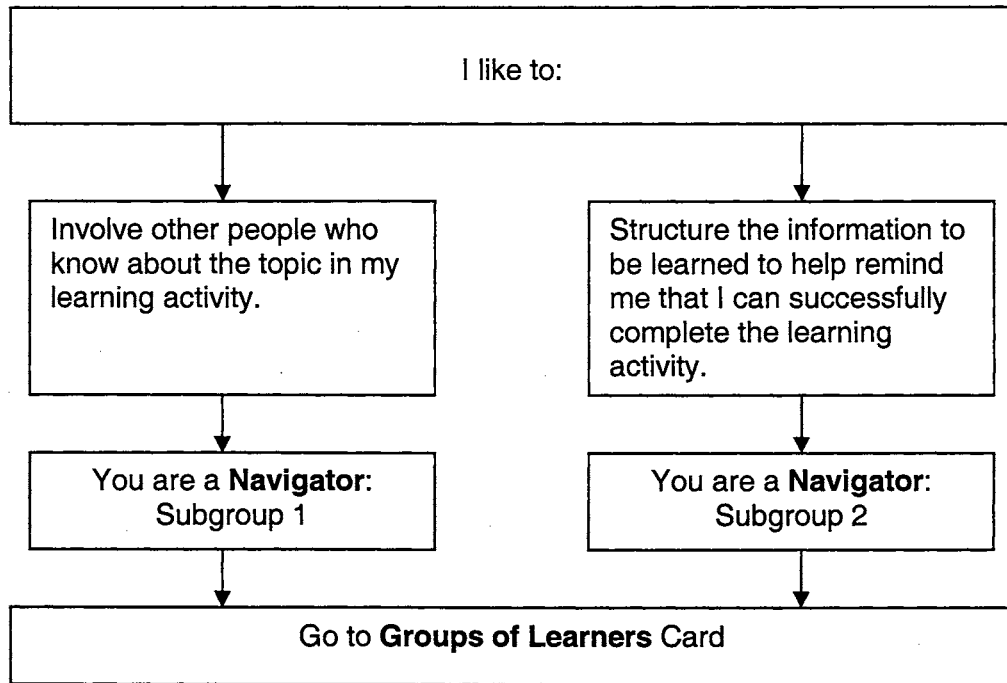 I like to:
Involve other people who
know about the topic in my
learning activity.
Structure the information to
be learned to help remind
me that I can successfully
complete the learning
activity.
You are a Navigator:
Subgroup 1
You are a Navigator:
Subgroup 2
Go to Groups of Learners Card